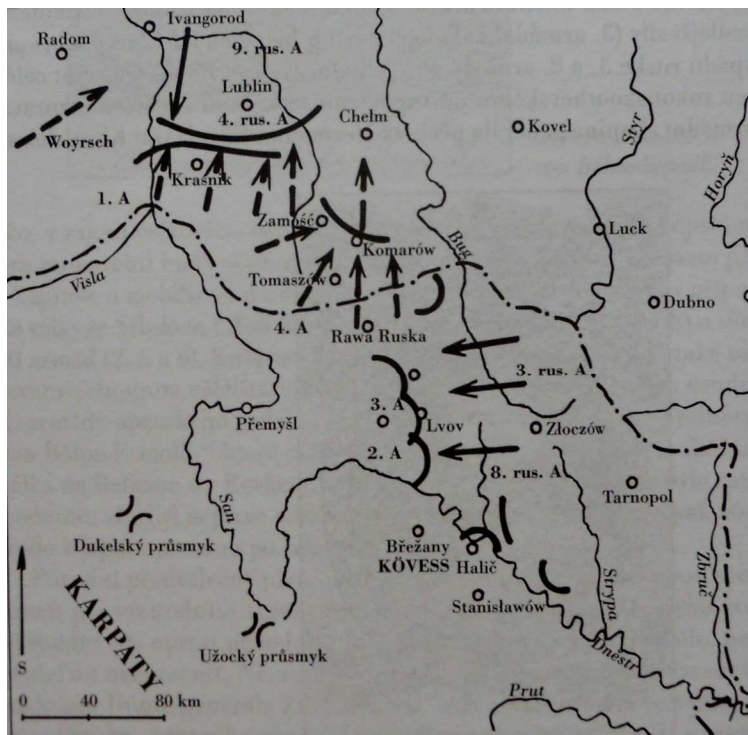 Ivangorod
Radom
9. rus. A
Lublin
4. rus. A
Chełm
Kovel
Styr
Horyň
Woyrsch
Krašnik
1. A
Zamość
Komarów
Bug
Luck
Visla
Tomaszów
4. A
Rawa Ruska
Dubno
3. rus. A
Přemyšl
3. A
Lvov
Złoczów
2. A
8. rus. A
Tarnopol
San
Dukelský průsmyk
Břežany
KÖVESS Halič
Stanisławów
Strypa
Zbruč
KARPATY
Užocký průsmyk
Dněstr
S
Prut
0 40 80 km